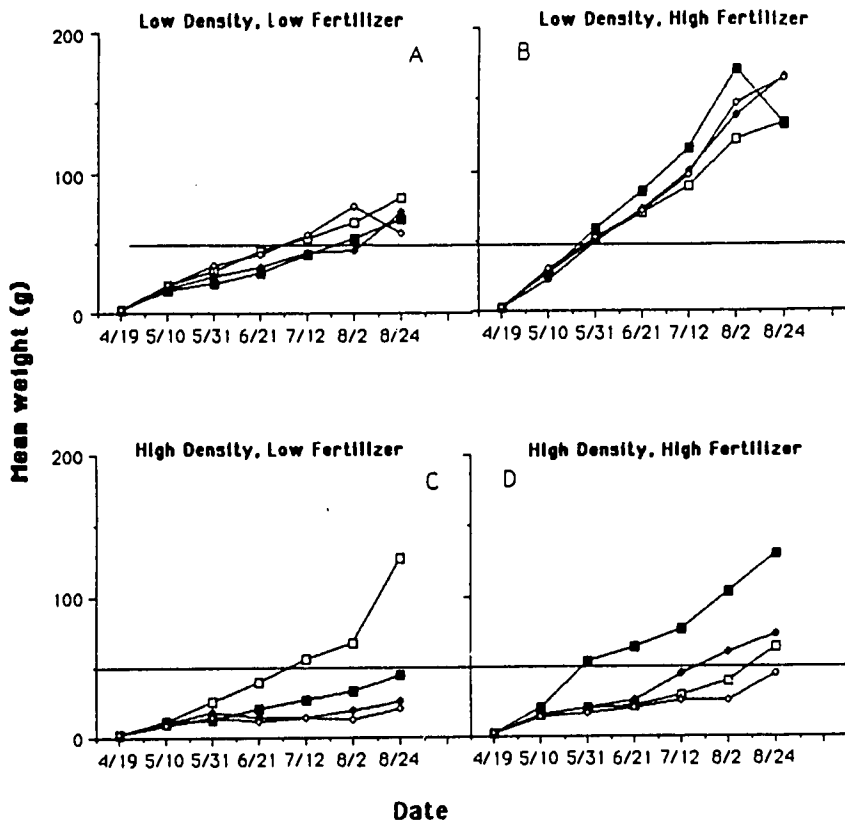 Low Density, Low Fertilizer
Low Density, High Fertilizer
200
A
B
100
0
4/19 5/10 5/31 6/21 7/12 8/2 8/24
4/19 5/10 5/31 6/21 7/12 8/2 8/24
Mean weight (g)
High Density, Low Fertilizer
High Density, High Fertilizer
200
C
D
100
0
4/19 5/10 5/31 6/21 7/12 8/2 8/24
4/19 5/10 5/31 6/21 7/12 8/2 8/24
Date